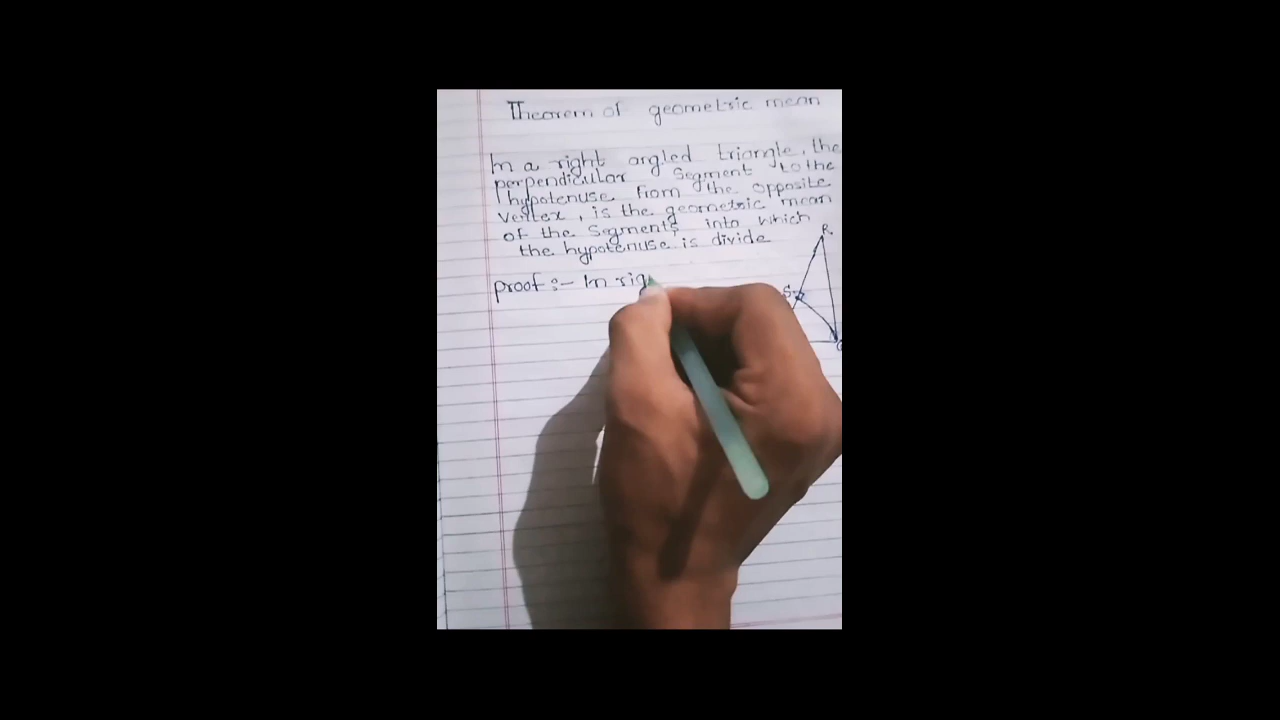 Theorem of geometric mean
In a right angled triangle, the
perpendicular segment to the
hypotenuse from the opposite
vertex, is the geometric mean
of the segments into which
the hypotenuse is divide
R
proof :- In rig
S